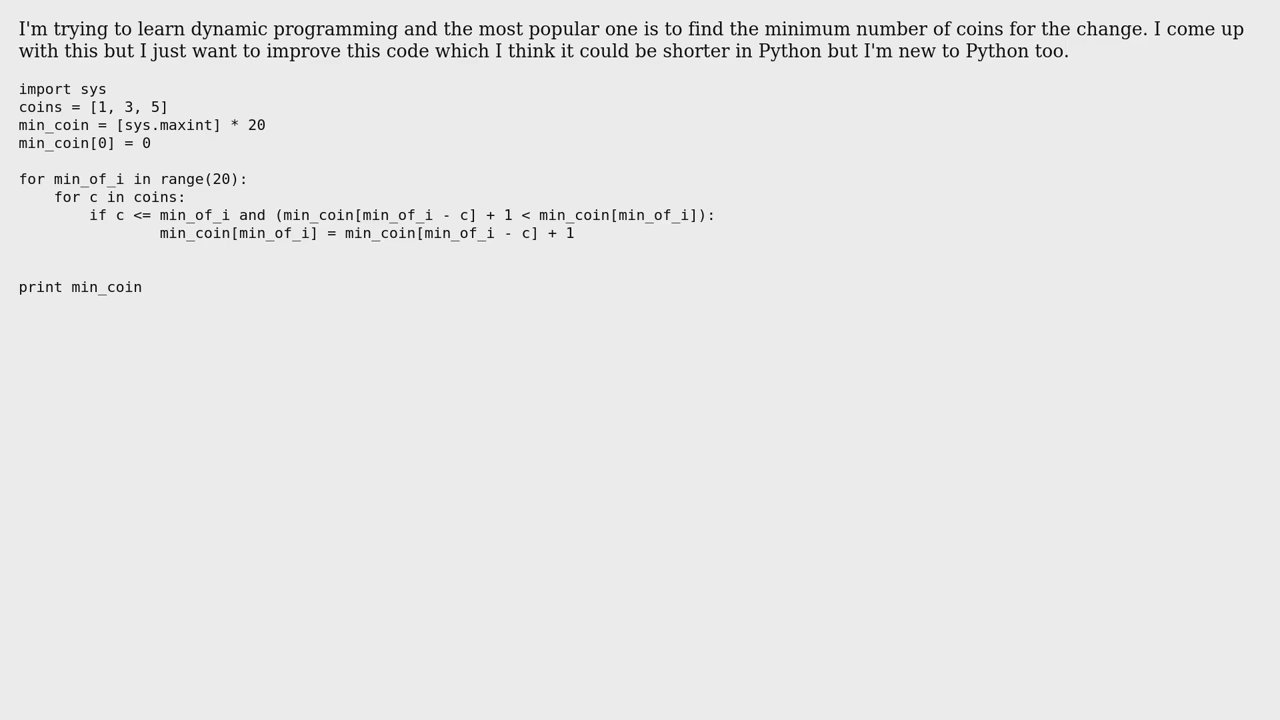 I'm trying to learn dynamic programming and the most popular one is to find the minimum number of coins for the change. I come up
with this but I just want to improve this code which I think it could be shorter in Python but I'm new to Python too.
import sys
coins = [1, 3, 5]
min_coin = [sys.maxint] * 20
min_coin[0] = 0
for min_of_i in range(20):
    for c in coins:
        if c <= min_of_i and (min_coin[min_of_i - c] + 1 < min_coin[min_of_i]):
                min_coin[min_of_i] = min_coin[min_of_i - c] + 1
print min_coin